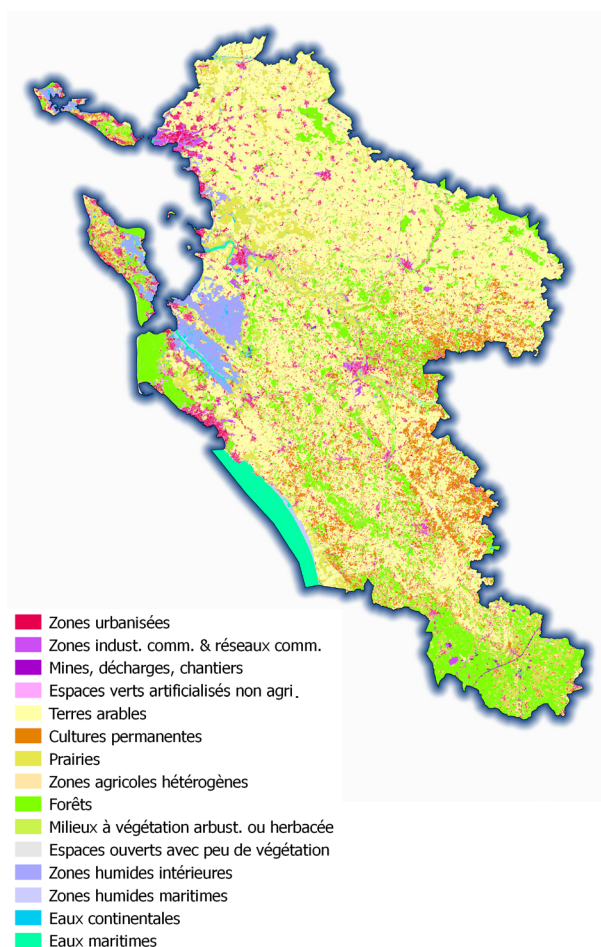 Zones urbanisées
Zones indust. comm. & réseaux comm.
Mines, décharges, chantiers
Espaces verts artificialisés non agri.
Terres arables
Cultures permanentes
Prairies
Zones agricoles hétérogènes
Forêts
Milieux à végétation arbust. ou herbacée
Espaces ouverts avec peu de végétation
Zones humides intérieures
Zones humides maritimes
Eaux continentales
Eaux maritimes